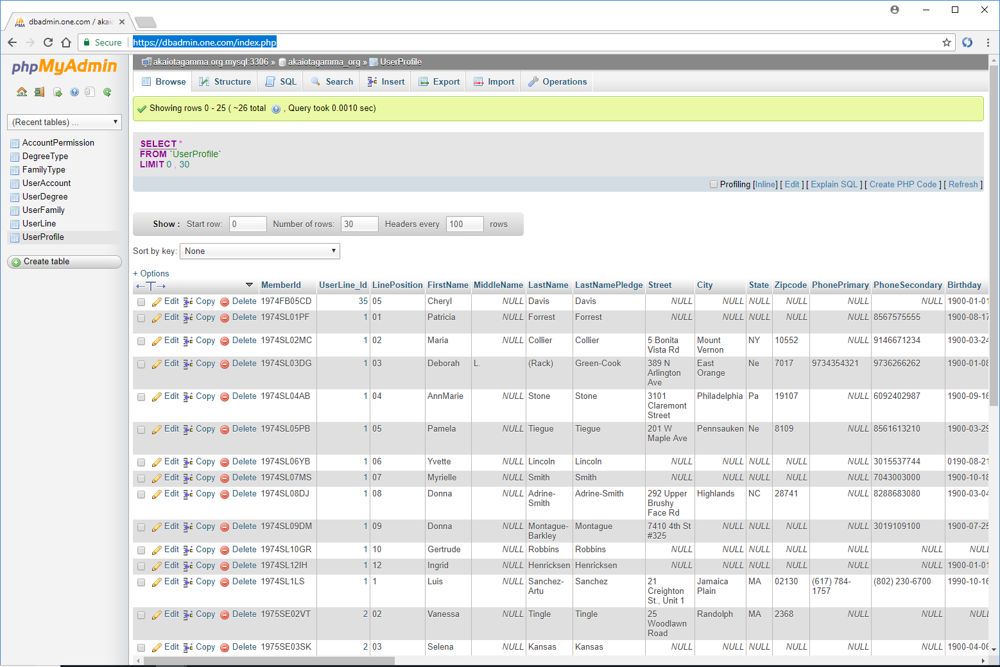 dbadmin.one.com / akaio
Secure https://dbadmin.one.com/index.php
phpMyAdmin
(Recent tables) ...
AccountPermission
DegreeType
FamilyType
UserAccount
UserDegree
UserFamily
UserLine
UserProfile
Create table
akaiotagamma.org.mysql:3306 » akaiotagamma_org » UserProfile
Browse Structure SQL Search Insert Export Import Operations
Showing rows 0 - 25 ( ~26 total , Query took 0.0010 sec)
SELECT *
FROM `UserProfile`
LIMIT 0 , 30
Profiling [Inline] [ Edit ] [ Explain SQL ] [ Create PHP Code ] [ Refresh ]
Show : Start row: 0 Number of rows: 30 Headers every 100 rows
Sort by key: None
+ Options
←T→ MemberId UserLine_Id LinePosition FirstName MiddleName LastName LastNamePledge Street City State Zipcode PhonePrimary PhoneSecondary Birthday
Edit Copy Delete 1974FB05CD 35 05 Cheryl NULL Davis Davis NULL NULL NULL NULL NULL NULL 1900-01-01
Edit Copy Delete 1974SL01PF 1 01 Patricia NULL Forrest Forrest NULL NULL NULL NULL NULL 8567575555 1900-08-17
Edit Copy Delete 1974SL02MC 1 02 Maria NULL Collier Collier 5 Bonita Mount NY 10552 NULL 9146671234 1900-03-24
Vista Rd Vernon
Edit Copy Delete 1974SL03DG 1 03 Deborah L. (Rack) Green-Cook 389 N East Ne 7017 9734354321 9736266262 1900-01-08
Arlington Orange
Ave
Edit Copy Delete 1974SL04AB 1 04 AnnMarie NULL Stone Stone 3101 Philadelphia Pa 19107 NULL 6092402987 1900-09-16
Claremont
Street
Edit Copy Delete 1974SL05PB 1 05 Pamela NULL Tiegue Tiegue 201 W Pennsauken Ne 8109 NULL 8561613210 1900-03-29
Maple Ave
Edit Copy Delete 1974SL06YB 1 06 Yvette NULL Lincoln Lincoln NULL NULL NULL NULL NULL 3015537744 0190-08-21
Edit Copy Delete 1974SL07MS 1 07 Myrielle NULL Smith Smith NULL NULL NULL NULL NULL 7043003000 1900-10-18
Edit Copy Delete 1974SL08DJ 1 08 Donna NULL Adrine- Adrine-Smith 292 Upper Highlands NC 28741 NULL 8288683080 1900-03-04
Smith Brushy
Face Rd
Edit Copy Delete 1974SL09DM 1 09 Donna NULL Montague- Montague 7410 4th St NULL NULL NULL NULL 3019109100 1900-07-25
Barkley #325
Edit Copy Delete 1974SL10GR 1 10 Gertrude NULL Robbins Robbins NULL NULL NULL NULL NULL NULL NULL
Edit Copy Delete 1974SL12IH 1 12 Ingrid NULL Henricksen Henricksen NULL NULL NULL NULL NULL NULL 1900-01-01
Edit Copy Delete 1974SL1LS 1 1 Luis NULL Sanchez- Sanchez 21 Jamaica MA 02130 (617) 784- (802) 230-6700 1990-10-16
Artu Creighton Plain 1757
St., Unit 1
Edit Copy Delete 1975SE02VT 2 02 Vanessa NULL Tingle Tingle 25 Randolph MA 2368 NULL NULL NULL
Woodlawn
Road
Edit Copy Delete 1975SE03SK 2 03 Selena NULL Kansas Kansas NULL NULL NULL NULL NULL NULL 1900-04-06